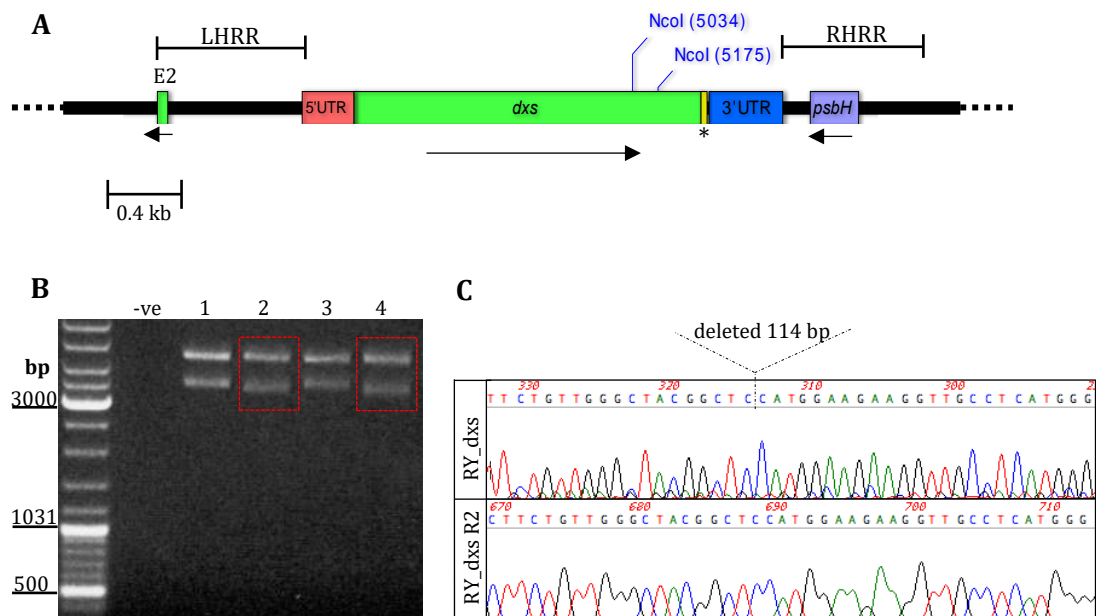 A
LHRR
NcoI (5034)
NcoI (5175)
RHRR
E2
5'UTR
dxs
3'UTR
psbH
*
0.4 kb
B
-ve 1 2 3 4
bp
3000
1031
500
C
deleted 114 bp
RY_dxs
330 320 310 300
TTCTGTTGGGCTACGGCTCCATGGAAGAAGGTTGCCTCATGGG
RY_dxs R2
670 680 690 700 710
CTTCTGTTGGGCTACGGCTCCATGGAAGAAGGTTGCCTCATGGG